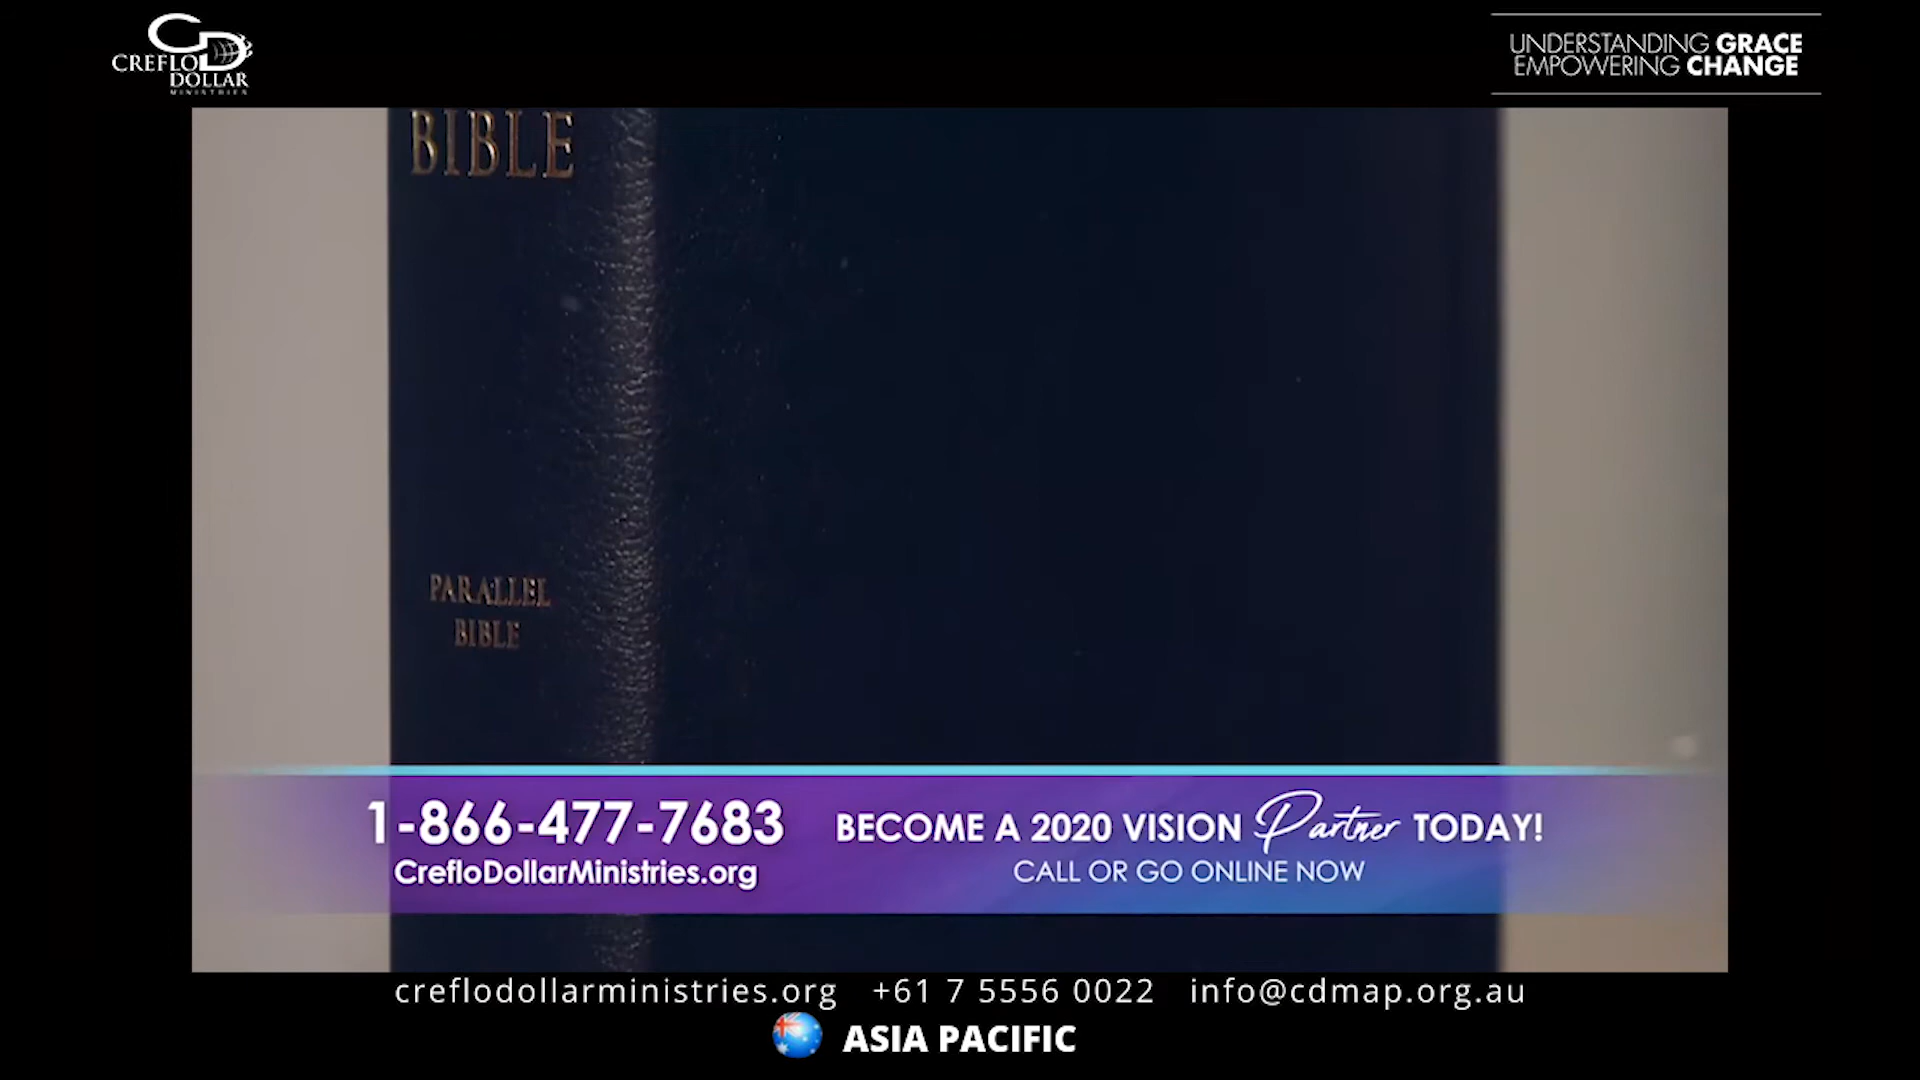 CREFLO
DOLLAR
MINISTRIES
UNDERSTANDING GRACE
EMPOWERING CHANGE
BIBLE
PARALLEL
BIBLE
1-866-477-7683
CrefloDollarMinistries.org
BECOME A 2020 VISION Partner TODAY!
CALL OR GO ONLINE NOW
creflodollarministries.org +61 7 5556 0022 info@cdmap.org.au
ASIA PACIFIC